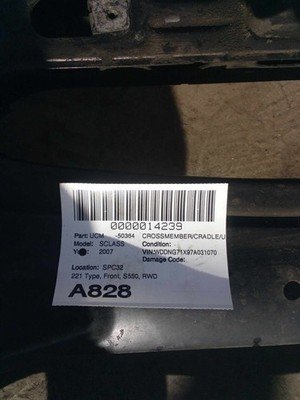 0000014239
Part: UCM -50364 CROSSMEMBER/CRADLE/U
Model: SCLASS Condition:
2007 VIN:WDDNG71X97A031070
Damage Code:
Location: SPC32
221 Type, Front, S550, RWD
A828